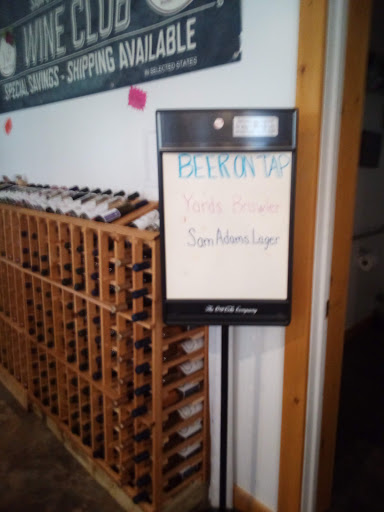 WINE CLUB
SPECIAL SAVINGS - SHIPPING AVAILABLE
IN SELECTED STATES
BEER ON TAP
Yards Brawler
Sam Adams Lager
The Coca-Cola Company